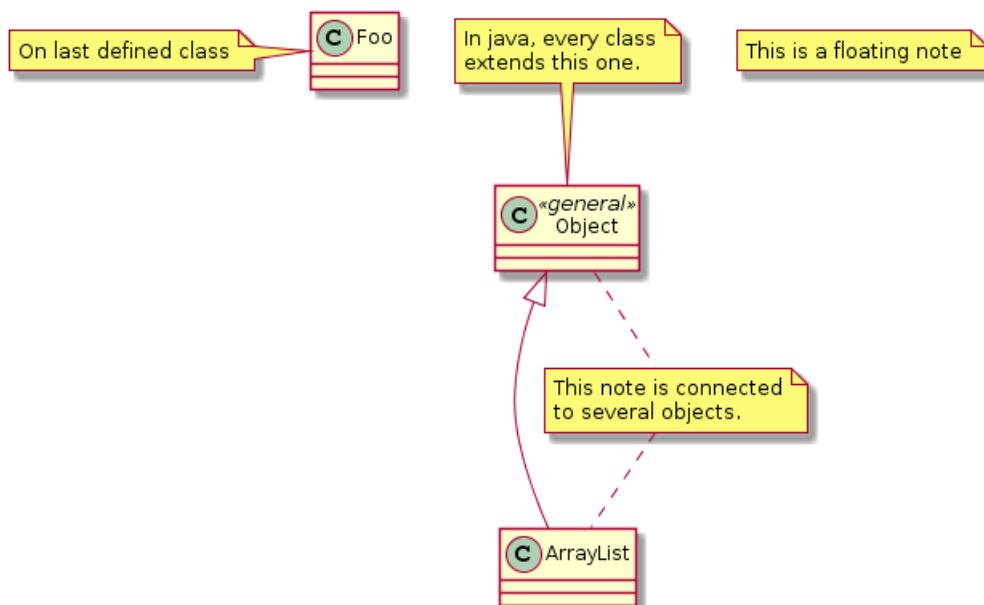 On last defined class
C Foo
In java, every class
extends this one.
This is a floating note
C «general»
Object
This note is connected
to several objects.
C ArrayList